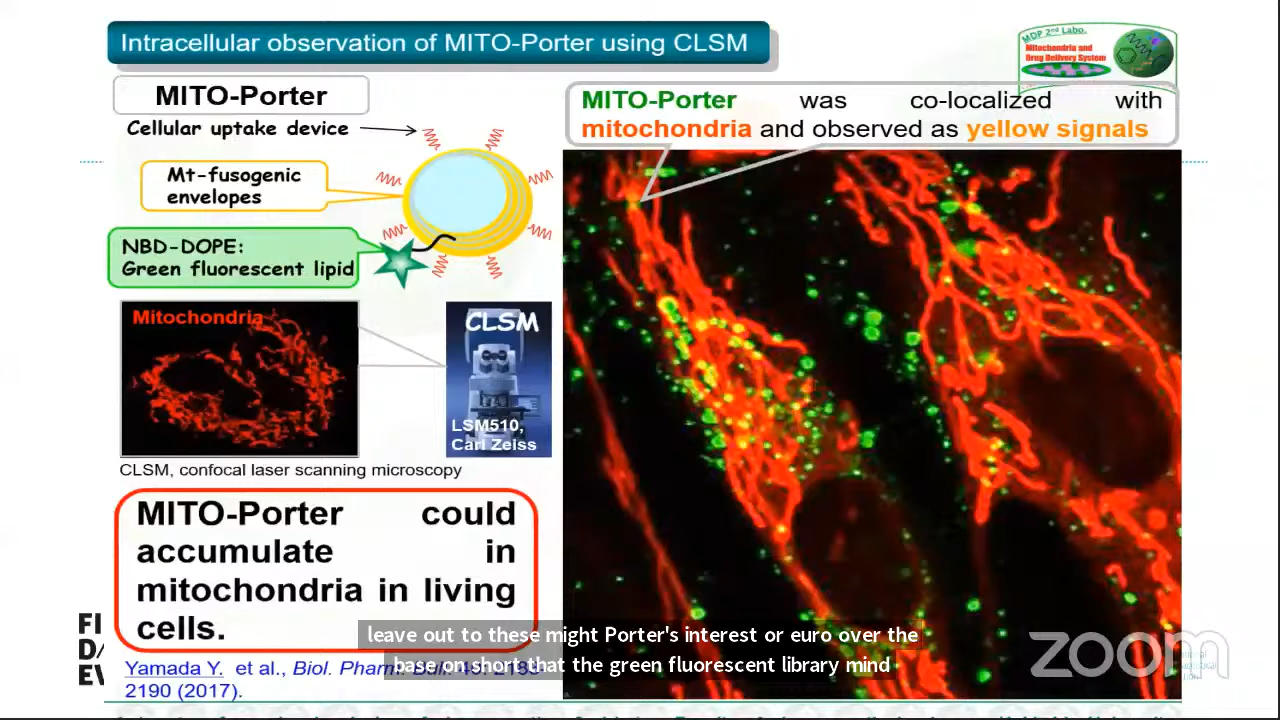 Intracellular observation of MITO-Porter using CLSM
MDP 2nd Labo.
Mitochondria and
Drug Delivery System
MITO-Porter
Cellular uptake device
Mt-fusogenic
envelopes
NBD-DOPE:
Green fluorescent lipid
MITO-Porter was co-localized with
mitochondria and observed as yellow signals
Mitochondria
CLSM
LSM510,
Carl Zeiss
CLSM, confocal laser scanning microscopy
MITO-Porter could
accumulate in
mitochondria in living
cells.
Yamada Y. et al., Biol. Pharm. Bull.
2190 (2017).
leave out to these might Porter's interest or euro over the
base on short that the green fluorescent library mind
zoom